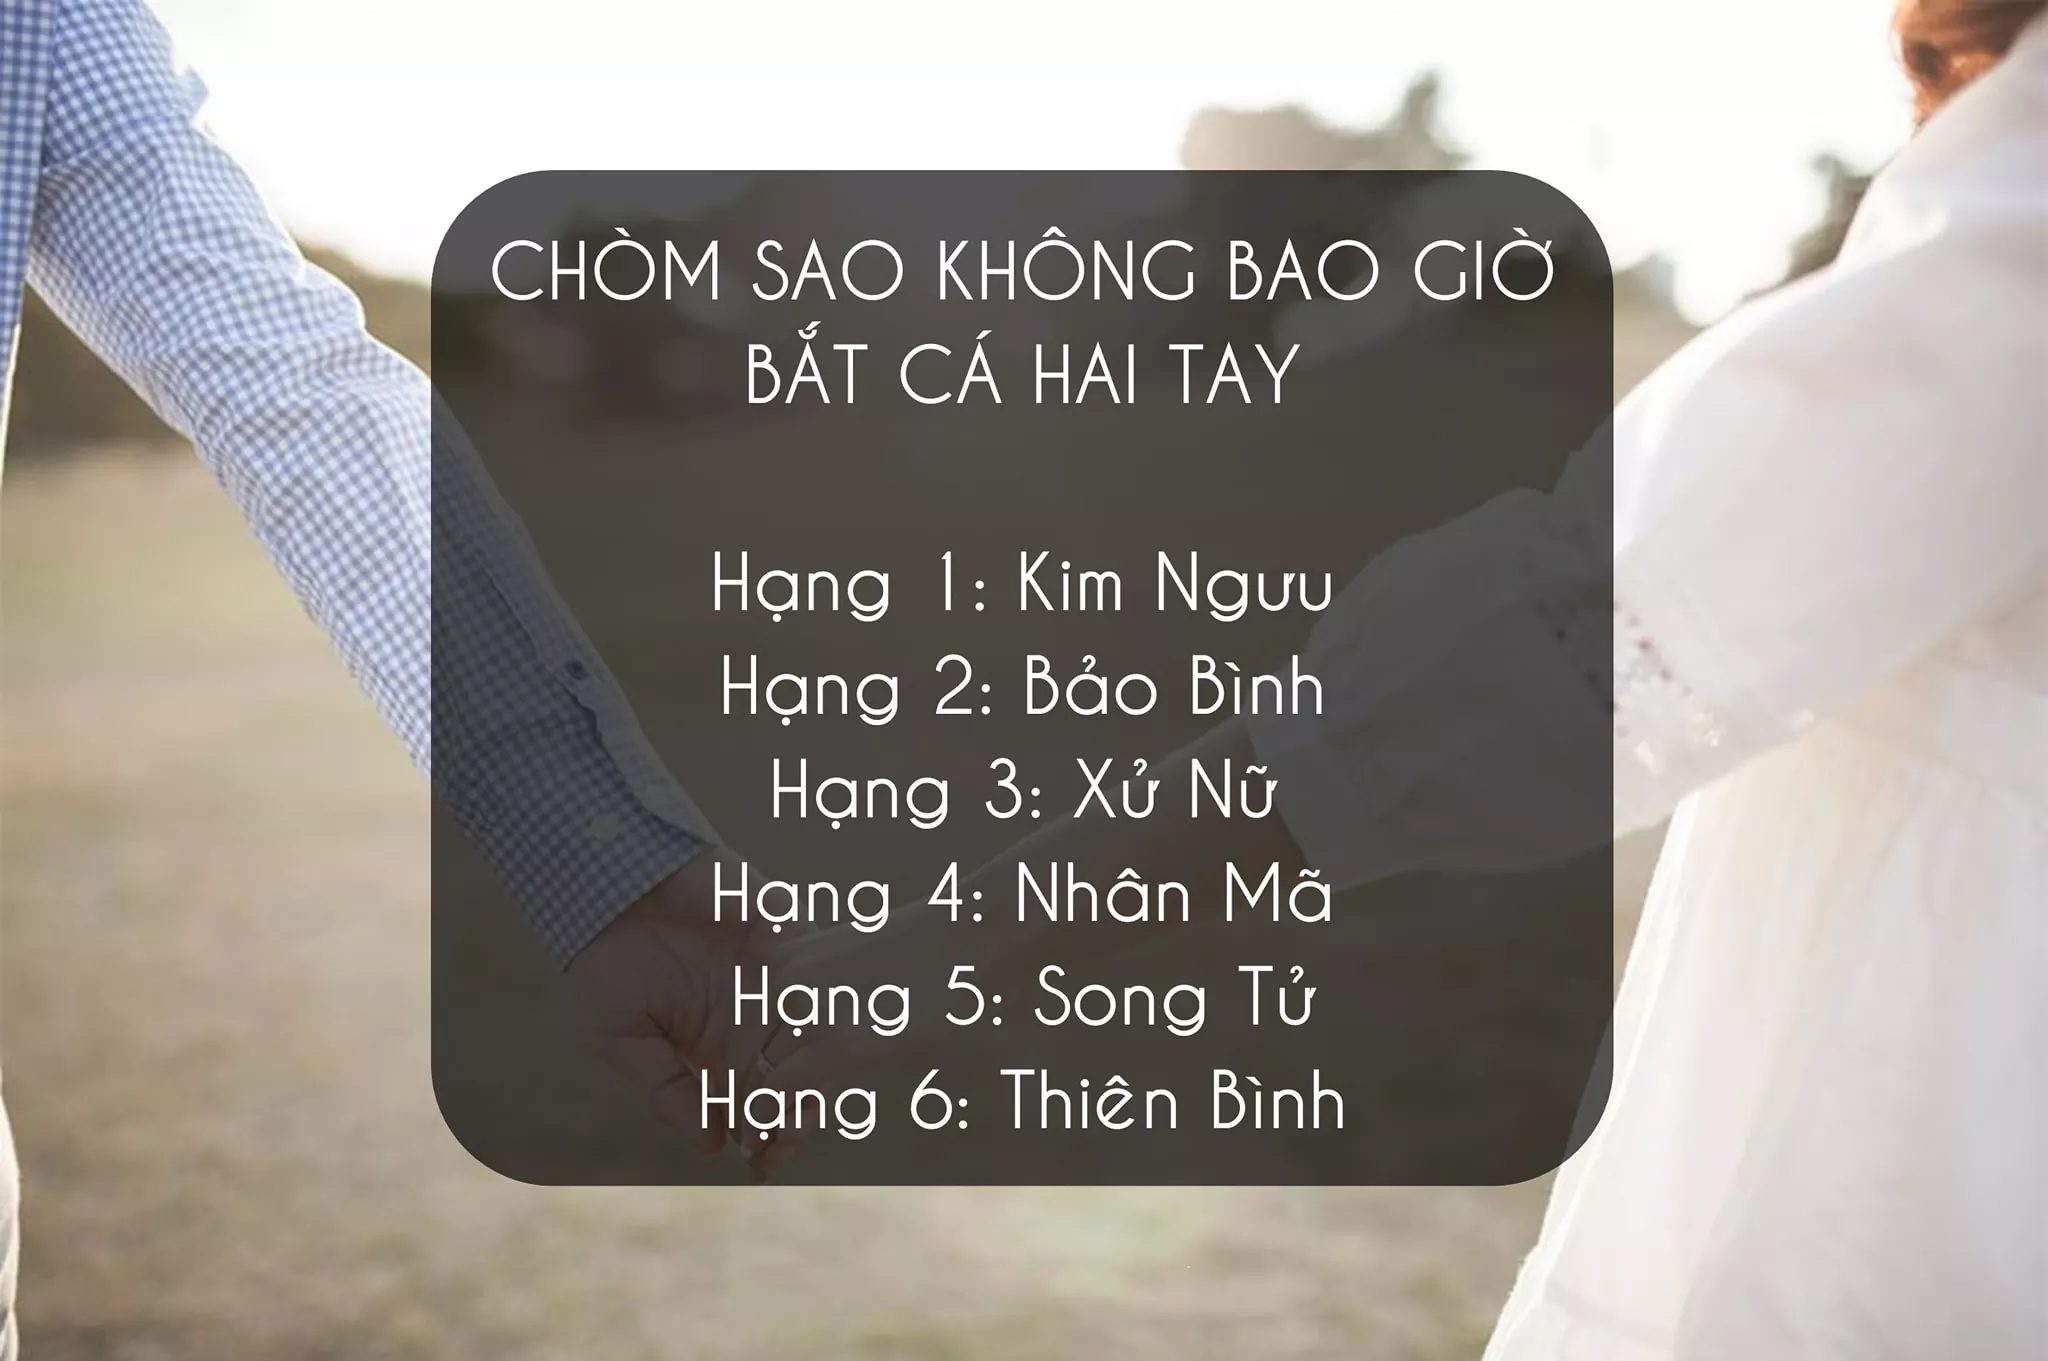 CHÒM SAO KHÔNG BAO GIỜ
BẮT CÁ HAI TAY
Hạng 1: Kim Ngưu
Hạng 2: Bảo Bình
Hạng 3: Xử Nữ
Hạng 4: Nhân Mã
Hạng 5: Song Tử
Hạng 6: Thiên Bình